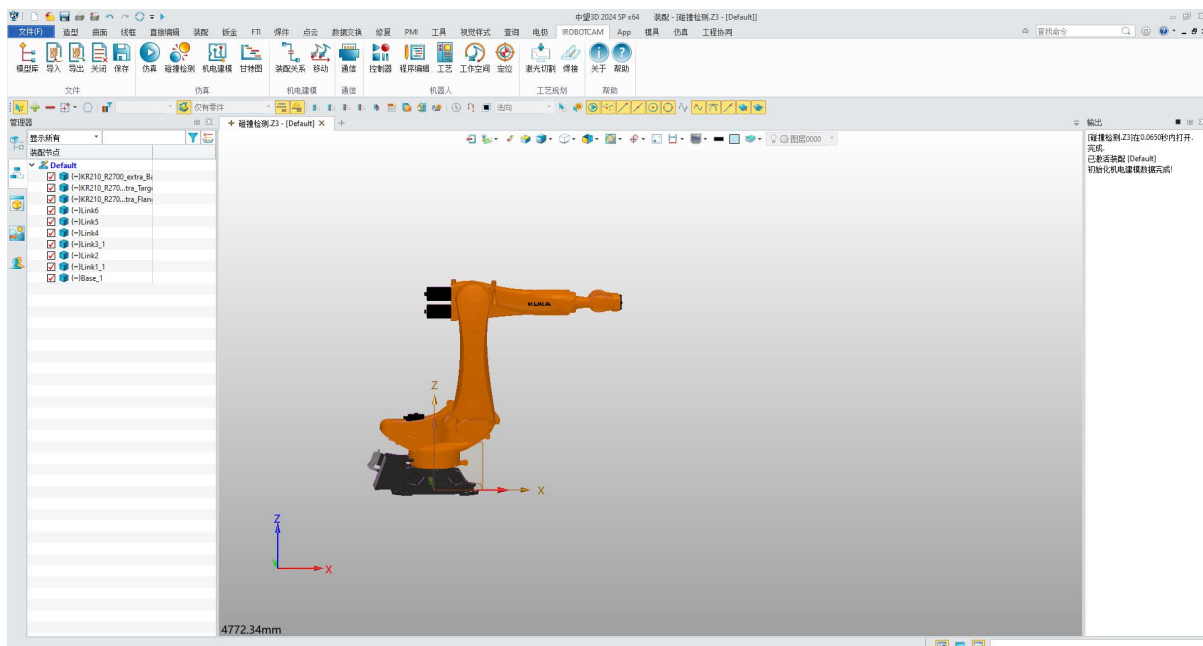 中望3D 2024 SP x64 装配 - [碰撞检测.Z3 - [Default]]
文件(F) 造型 曲面 线框 直接编辑 装配 钣金 FTI 焊件 点云 数据交换 修复 PMI 工具 视觉样式 查询 电极 IROBOTCAM App 模具 仿真 工程协同 查找命令
模型库 导入 导出 关闭 保存 仿真 碰撞检测 机电建模 甘特图 装配关系 移动 通信 控制器 程序编辑 工艺 工作空间 定位 激光切割 焊接 关于 帮助
文件 仿真 机电建模 通信 机器人 工艺规划 帮助
仅有零件 法向
管理器 碰撞检测.Z3 - [Default] 输出
显示所有 图层0000
装配节点
Default
(-)KR210_R2700_extra_Ba
(-)KR210_R270...tra_Targ
(-)KR210_R270...tra_Flan
(-)Link6
(-)Link5
(-)Link4
(-)Link3_1
(-)Link2
(-)Link1_1
(-)Base_1
[碰撞检测.Z3]在0.0650秒内打开.
完成.
已激活装配 [Default]
初始化机电建模数据完成!
KUKA
Z
X
Z
X
4772.34mm